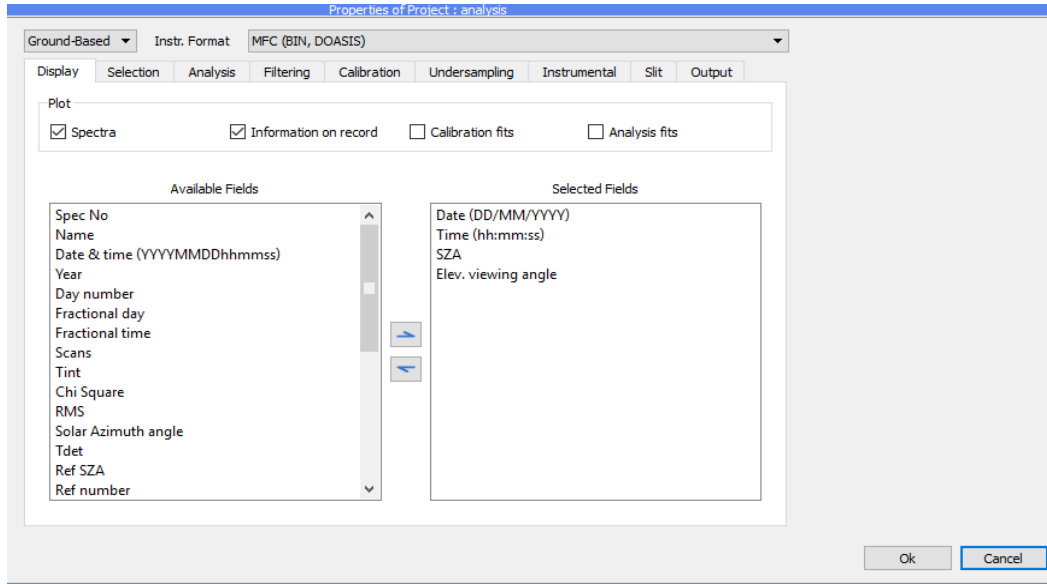 Properties of Project : analysis
Ground-Based Instr. Format MFC (BIN, DOASIS)
Display Selection Analysis Filtering Calibration Undersampling Instrumental Slit Output
Plot
Spectra Information on record Calibration fits Analysis fits
Available Fields Selected Fields
Spec No Date (DD/MM/YYYY)
Name Time (hh:mm:ss)
Date & time (YYYYMMDDhhmmss) SZA
Year Elev. viewing angle
Day number
Fractional day
Fractional time
Scans
Tint
Chi Square
RMS
Solar Azimuth angle
Tdet
Ref SZA
Ref number
Ok Cancel